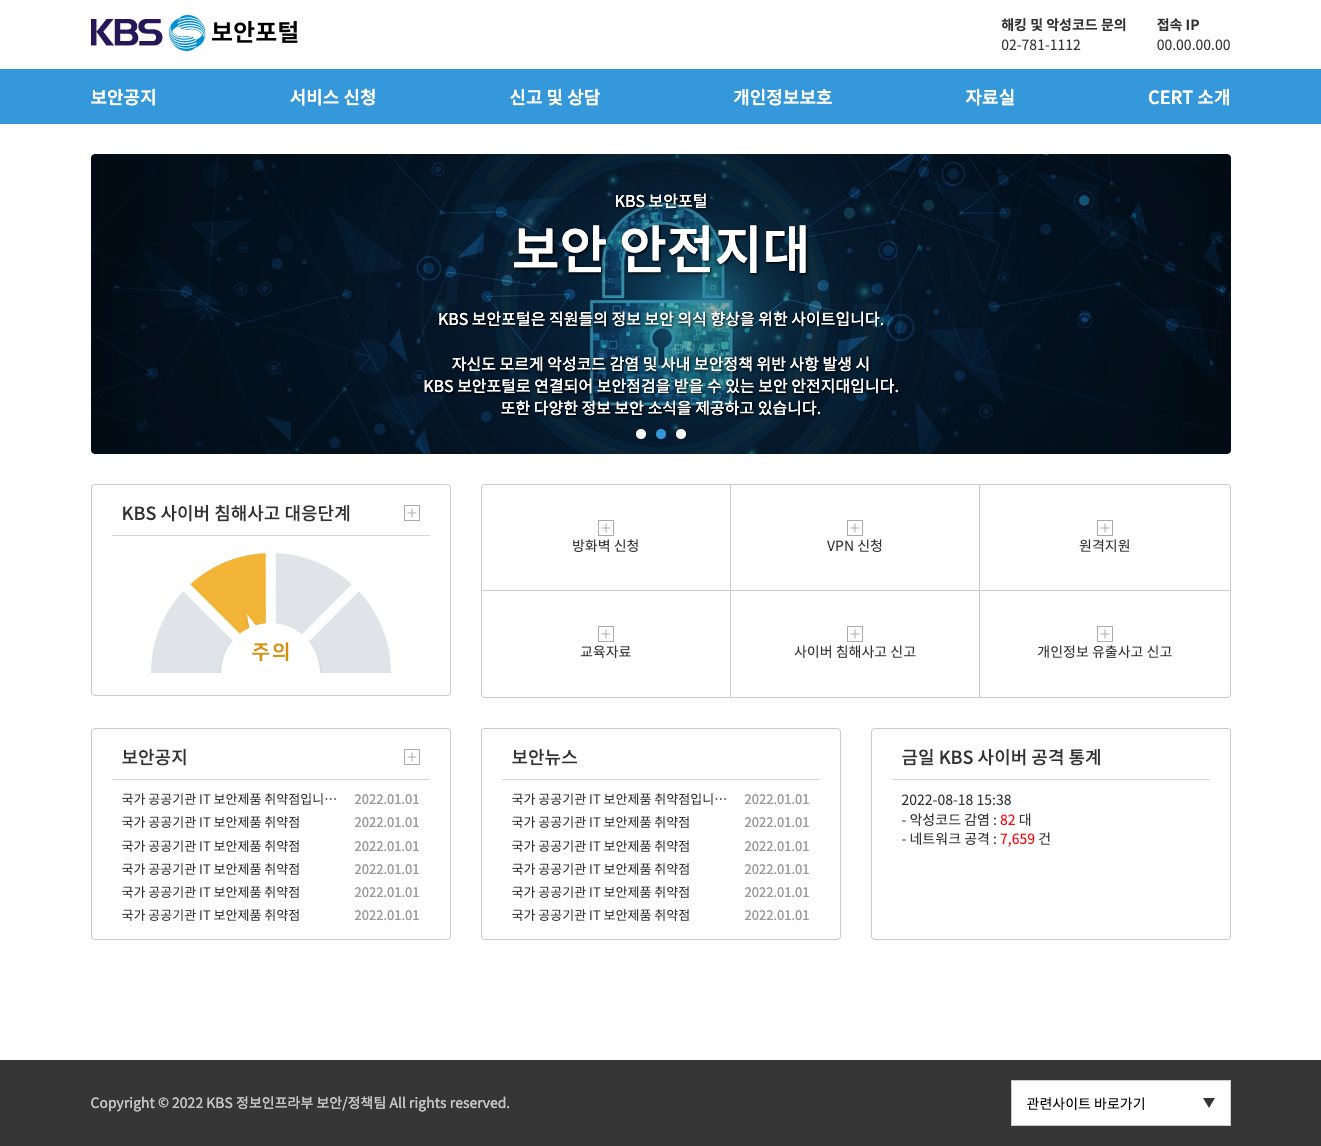 KBS 보안포털
해킹 및 악성코드 문의
02-781-1112
접속 IP
00.00.00.00
보안공지 서비스 신청 신고 및 상담 개인정보보호 자료실 CERT 소개
KBS 보안포털
보안 안전지대
KBS 보안포털은 직원들의 정보 보안 의식 향상을 위한 사이트입니다.
자신도 모르게 악성코드 감염 및 사내 보안정책 위반 사항 발생 시
KBS 보안포털로 연결되어 보안점검을 받을 수 있는 보안 안전지대입니다.
또한 다양한 정보 보안 소식을 제공하고 있습니다.
KBS 사이버 침해사고 대응단계
주의
방화벽 신청
VPN 신청
원격지원
교육자료
사이버 침해사고 신고
개인정보 유출사고 신고
보안공지
국가 공공기관 IT 보안제품 취약점입니… 2022.01.01
국가 공공기관 IT 보안제품 취약점 2022.01.01
국가 공공기관 IT 보안제품 취약점 2022.01.01
국가 공공기관 IT 보안제품 취약점 2022.01.01
국가 공공기관 IT 보안제품 취약점 2022.01.01
국가 공공기관 IT 보안제품 취약점 2022.01.01
보안뉴스
국가 공공기관 IT 보안제품 취약점입니… 2022.01.01
국가 공공기관 IT 보안제품 취약점 2022.01.01
국가 공공기관 IT 보안제품 취약점 2022.01.01
국가 공공기관 IT 보안제품 취약점 2022.01.01
국가 공공기관 IT 보안제품 취약점 2022.01.01
국가 공공기관 IT 보안제품 취약점 2022.01.01
금일 KBS 사이버 공격 통계
2022-08-18 15:38
- 악성코드 감염 : 82 대
- 네트워크 공격 : 7,659 건
Copyright © 2022 KBS 정보인프라부 보안/정책팀 All rights reserved.
관련사이트 바로가기 ▼